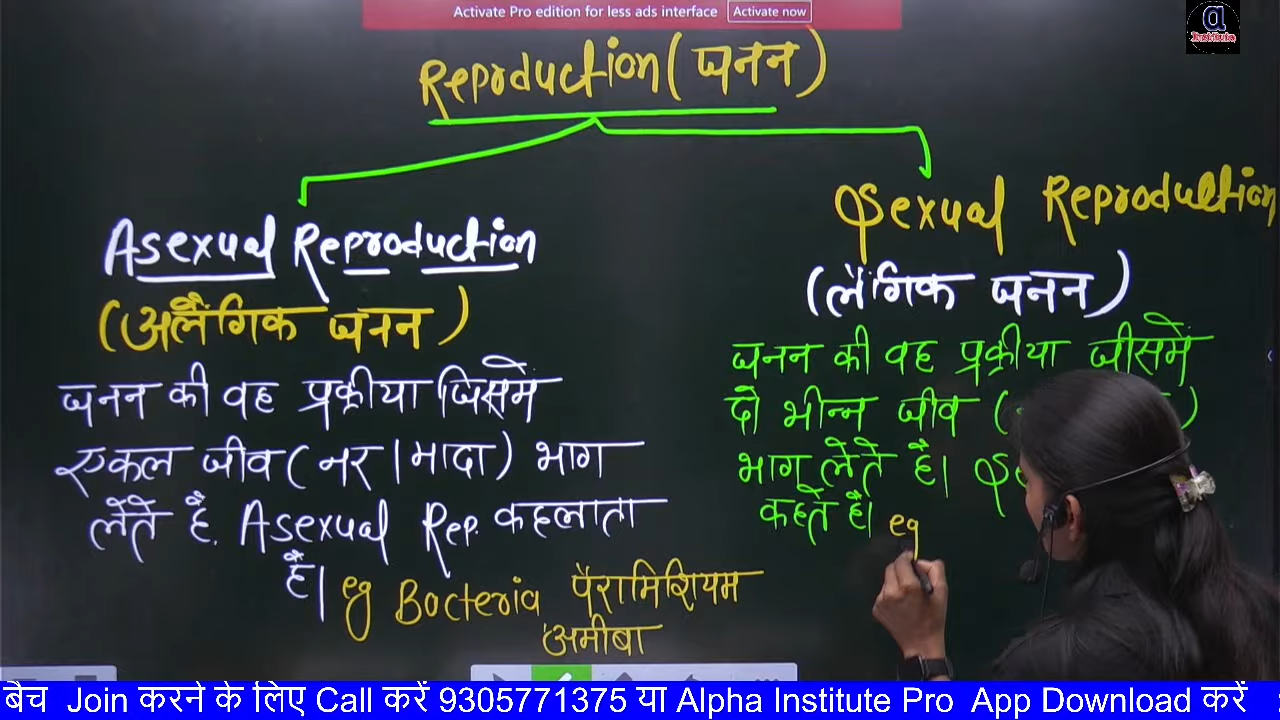 Activate Pro edition for less ads interface
Activate now
a
Institute
Reproduction (जनन)
Asexual Reproduction
(अलैंगिक जनन)
जनन की वह प्रक्रीया जिसमें
एकल जीव (नर / मादा) भाग
लेते है. Asexual Rep. कहलाता
है। eg Bacteria पैरामिशियम
अमीबा
Sexual Reproduction
(लैंगिक जनन)
जनन की वह प्रक्रीया जीसमें
दो भीन्न जीव (
)
भाग लेते है।
कहते है। eg
बैच Join करने के लिए Call करें 9305771375 या Alpha Institute Pro App Download करें